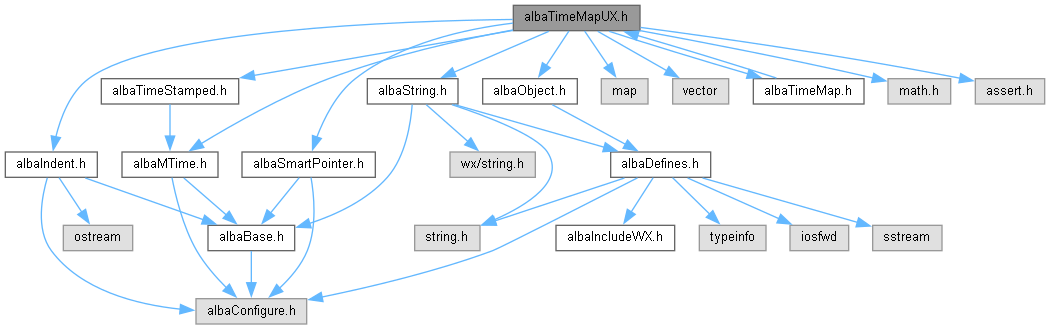 albaTimeMapUX.h
albaTimeStamped.h
albaString.h
albaObject.h
map
vector
albaTimeMap.h
math.h
assert.h
albaIndent.h
albaMTime.h
albaSmartPointer.h
wx/string.h
albaDefines.h
ostream
albaBase.h
string.h
albaIncludeWX.h
typeinfo
iosfwd
sstream
albaConfigure.h